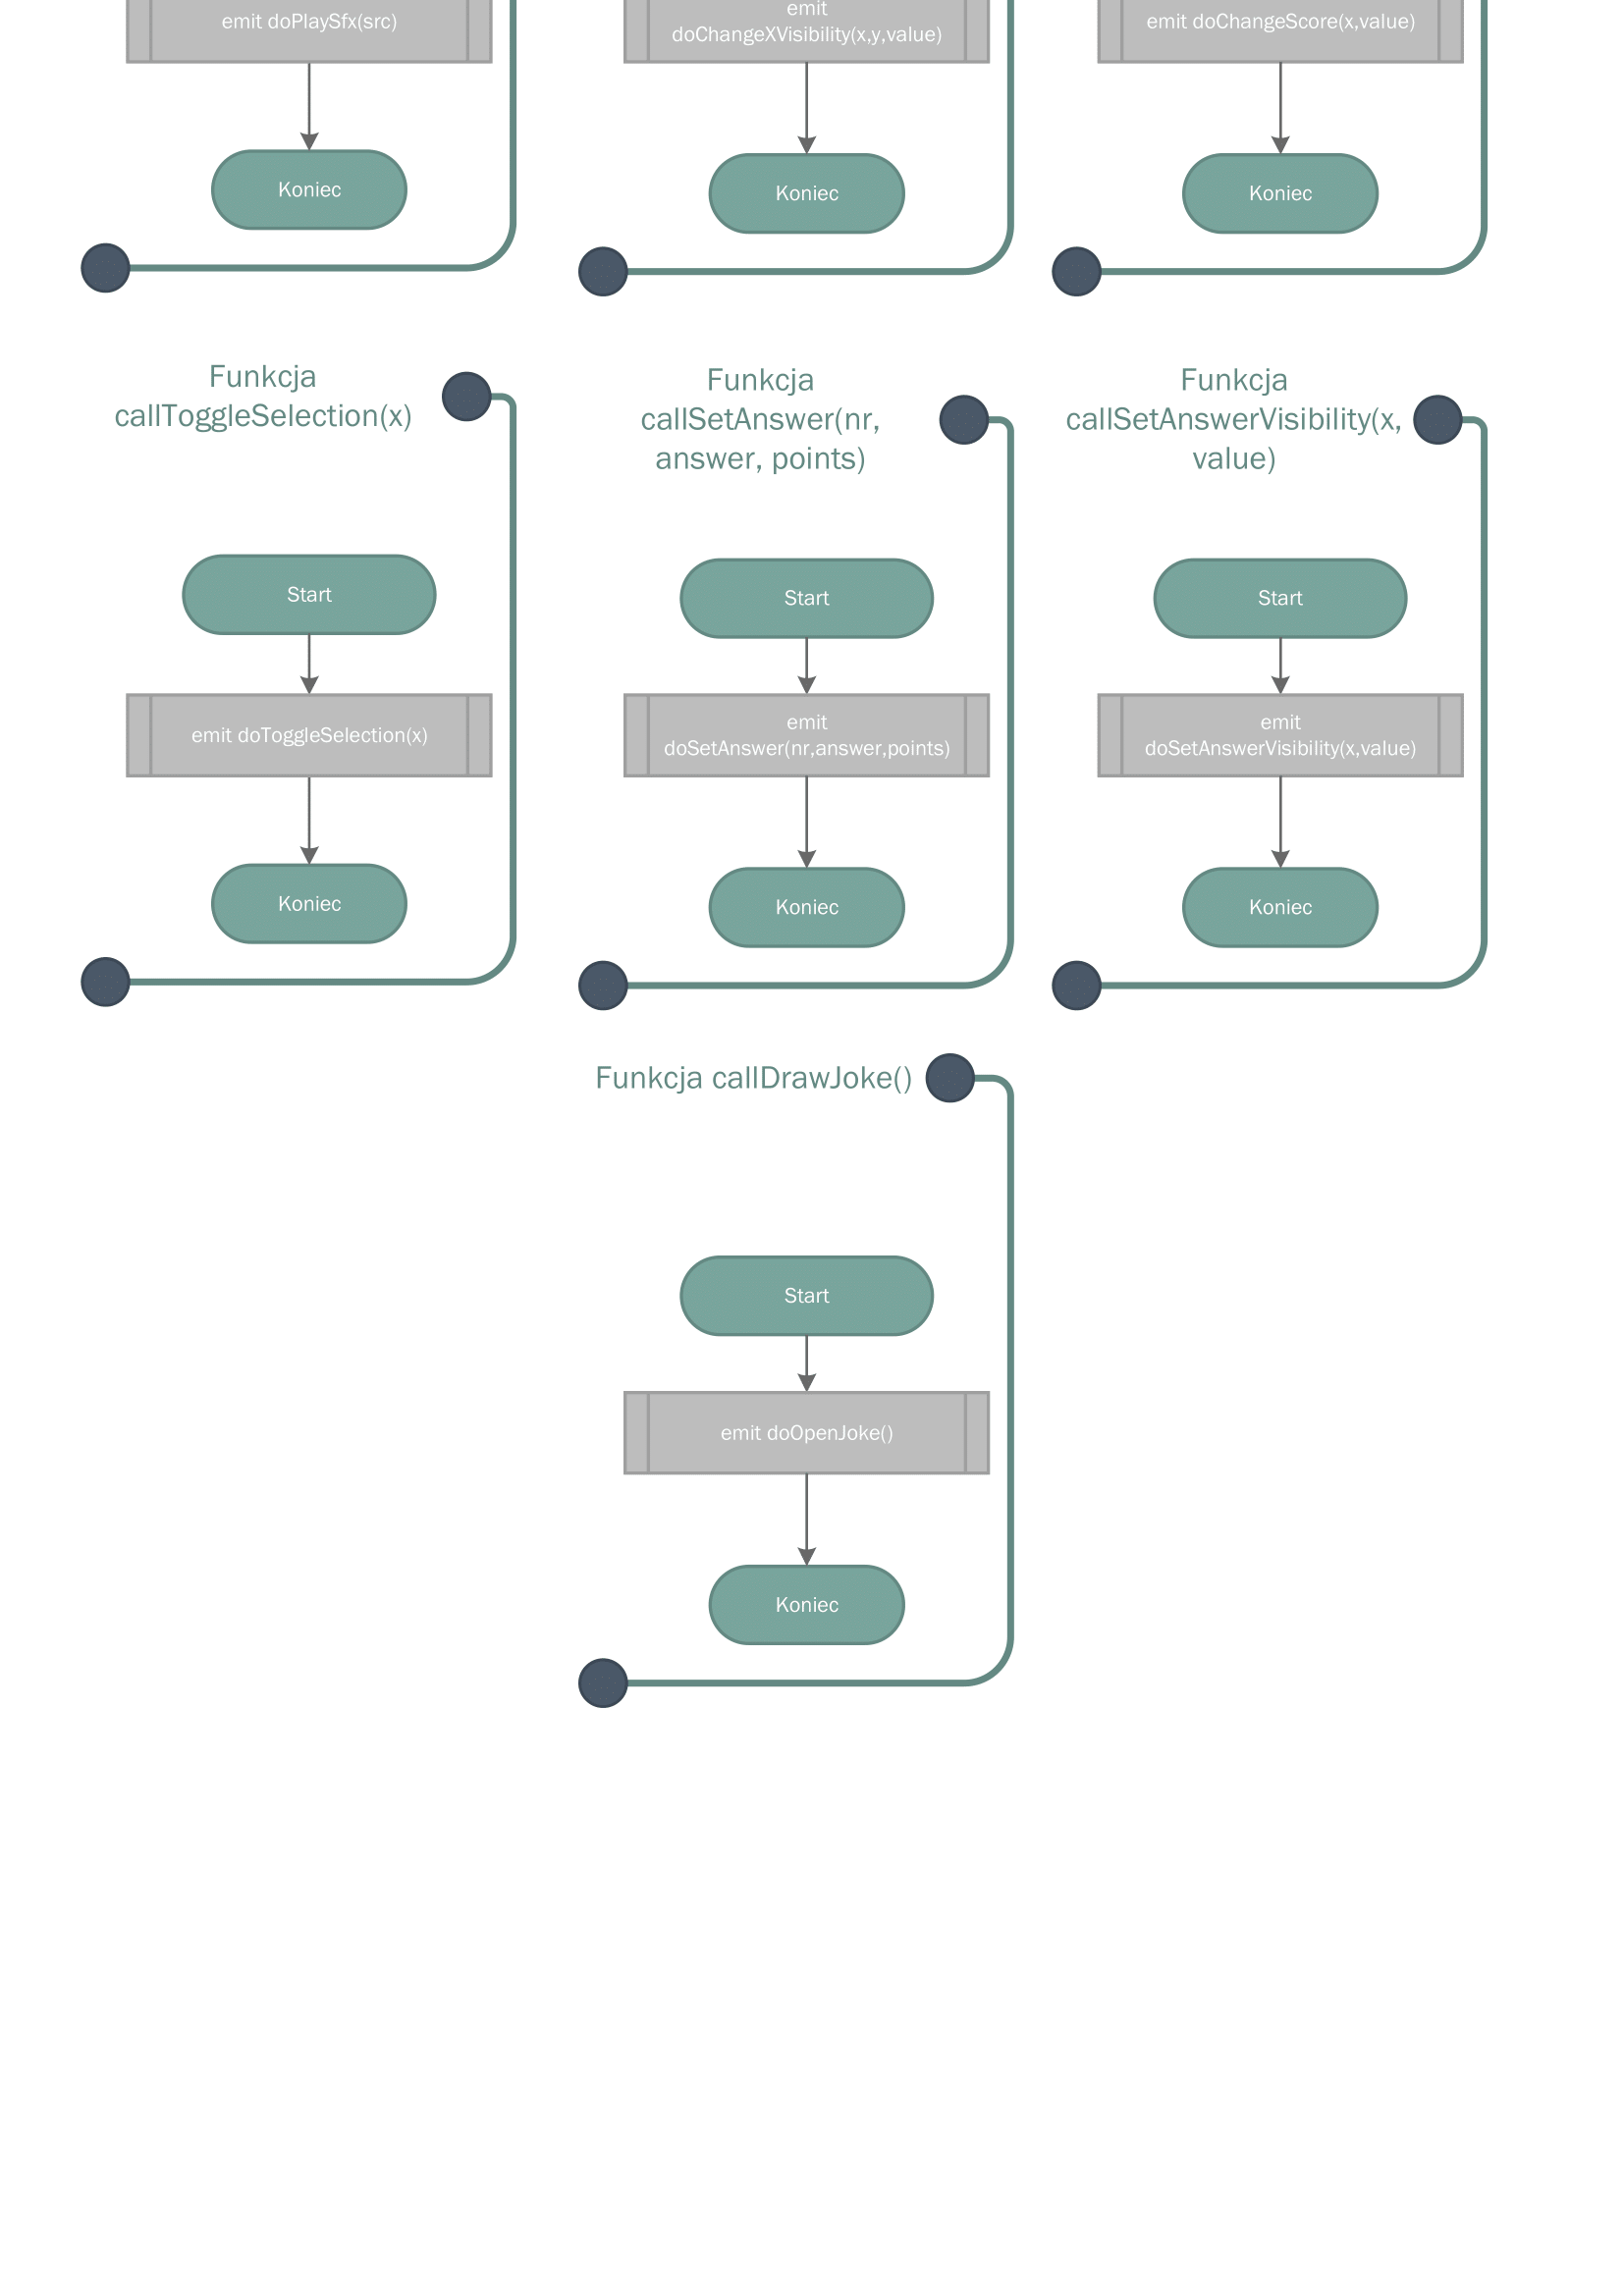 emit doPlaySfx(src)
Koniec
emit
doChangeXVisibility(x,y,value)
Koniec
emit doChangeScore(x,value)
Koniec
Funkcja
callToggleSelection(x)
Start
emit doToggleSelection(x)
Koniec
Funkcja
callSetAnswer(nr,
answer, points)
Start
emit
doSetAnswer(nr,answer,points)
Koniec
Funkcja
callSetAnswerVisibility(x,
value)
Start
emit
doSetAnswerVisibility(x,value)
Koniec
Funkcja callDrawJoke()
Start
emit doOpenJoke()
Koniec